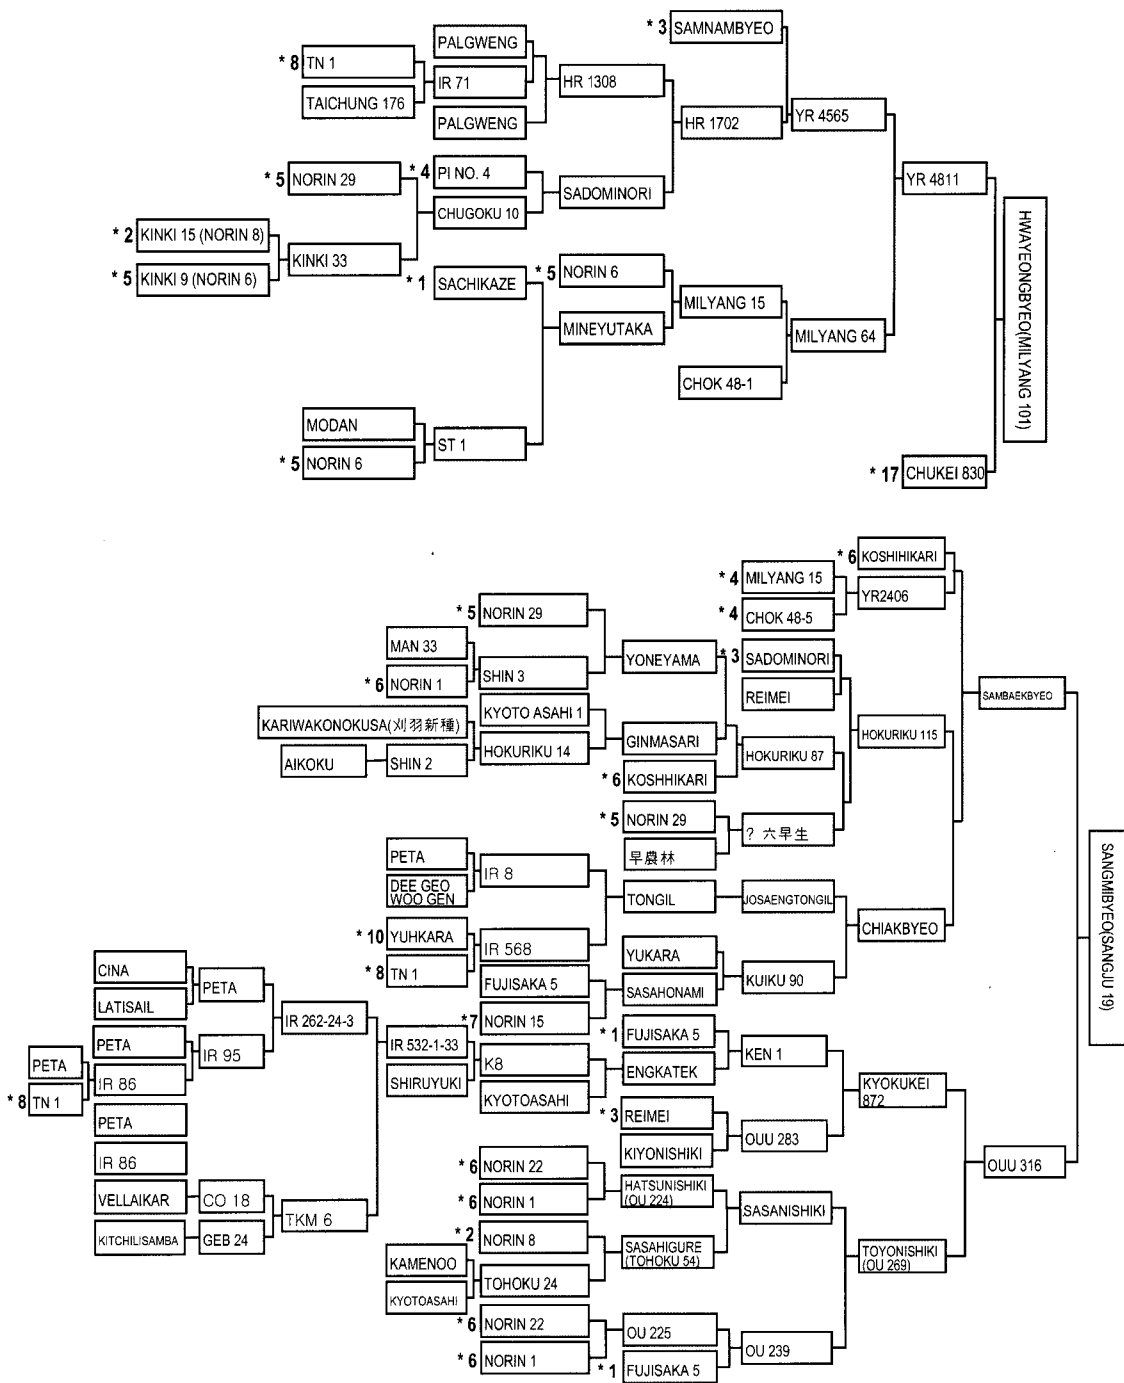 * 3 SAMNAMBYEO
PALGWENG
* 8 TN 1
IR 71
HR 1308
TAICHUNG 176
PALGWENG
HR 1702
YR 4565
* 5 NORIN 29
* 4 PI NO. 4
SADOMINORI
YR 4811
CHUGOKU 10
* 2 KINKI 15 (NORIN 8)
KINKI 33
* 5 KINKI 9 (NORIN 6)
* 1 SACHIKAZE
* 5 NORIN 6
MILYANG 15
MINEYUTAKA
MILYANG 64
CHOK 48-1
HWAYEONGBYEO(MILYANG 101)
MODAN
ST 1
* 5 NORIN 6
* 17 CHUKEI 830
* 6 KOSHIHIKARI
* 4 MILYANG 15
YR2406
* 4 CHOK 48-5
* 5 NORIN 29
MAN 33
YONEYAMA
* 3 SADOMINORI
* 6 NORIN 1
SHIN 3
REIMEI
SAMBAEKBYEO
KARIWAKONOKUSA(刈羽新種)
KYOTO ASAHI 1
GINMASARI
HOKURIKU 115
AIKOKU
SHIN 2
HOKURIKU 14
HOKURIKU 87
* 6 KOSHHIKARI
* 5 NORIN 29
? 六早生
早農林
PETA
IR 8
DEE GEO
WOO GEN
TONGIL
JOSAENGTONGIL
CHIAKBYEO
* 10 YUHKARA
IR 568
* 8 TN 1
YUKARA
KUIKU 90
FUJISAKA 5
SASAHONAMI
*7 NORIN 15
SANGMIBYEO(SANGJU 19)
CINA
PETA
LATISAIL
IR 262-24-3
PETA
IR 95
PETA
IR 86
* 8 TN 1
PETA
IR 86
IR 532-1-33
K8
SHIRUYUKI
KYOTOASAHI
* 1 FUJISAKA 5
KEN 1
ENGKATEK
KYOKUKEI
872
* 3 REIMEI
OUU 283
KIYONISHIKI
OUU 316
VELLAIKAR
CO 18
TKM 6
KITCHILISAMBA
GEB 24
* 6 NORIN 22
HATSUNISHIKI
(OU 224)
* 6 NORIN 1
SASANISHIKI
* 2 NORIN 8
SASAHIGURE
(TOHOKU 54)
TOYONISHIKI
(OU 269)
KAMENOO
TOHOKU 24
KYOTOASAHI
* 6 NORIN 22
OU 225
OU 239
* 6 NORIN 1
* 1 FUJISAKA 5